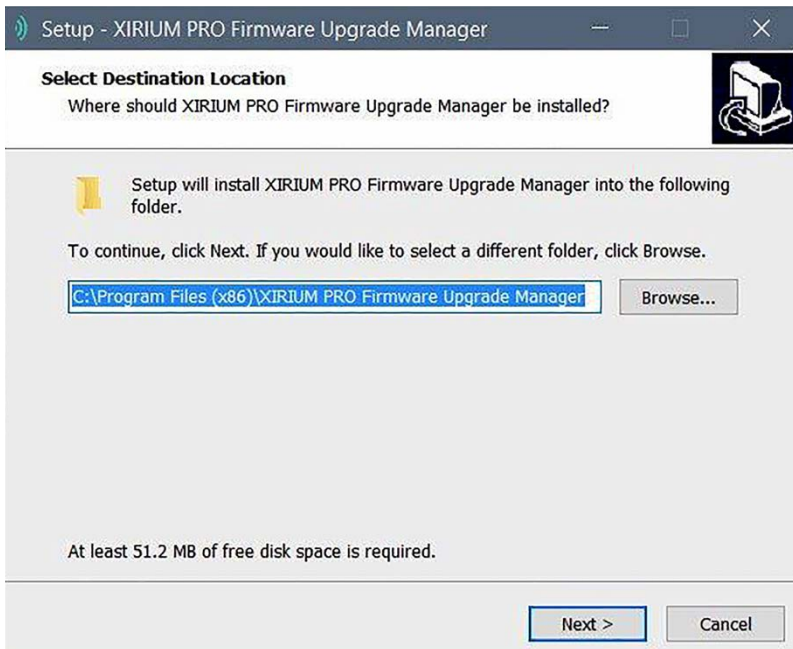 Setup - XIRIUM PRO Firmware Upgrade Manager
Select Destination Location
Where should XIRIUM PRO Firmware Upgrade Manager be installed?
Setup will install XIRIUM PRO Firmware Upgrade Manager into the following
folder.
To continue, click Next. If you would like to select a different folder, click Browse.
C:\Program Files (x86)\XIRIUM PRO Firmware Upgrade Manager
Browse...
At least 51.2 MB of free disk space is required.
Next >
Cancel